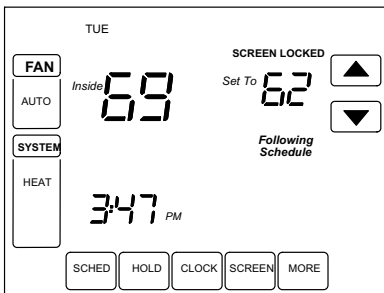 TUE
SCREEN LOCKED
FAN
Inside 69
Set To 62
AUTO
Following
Schedule
SYSTEM
HEAT
3:47 PM
SCHED HOLD CLOCK SCREEN MORE